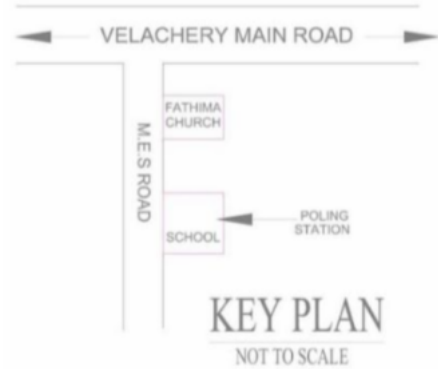 VELACHERY MAIN ROAD
FATHIMA
CHURCH
M.E.S ROAD
POLING
STATION
SCHOOL
KEY PLAN
NOT TO SCALE